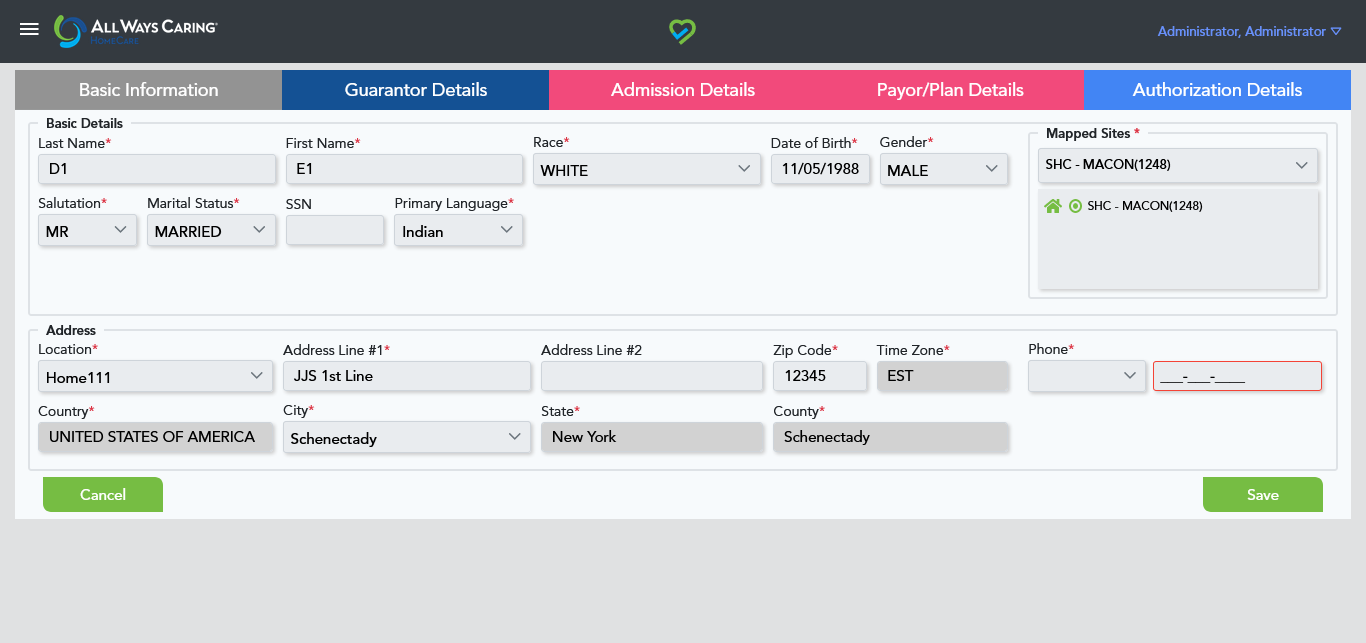 ALL WAYS CARING
HOMECARE
Administrator, Administrator
Basic Information Guarantor Details Admission Details Payor/Plan Details Authorization Details
Basic Details
Mapped Sites *
Last Name* First Name* Race* Date of Birth* Gender*
D1 E1 WHITE 11/05/1988 MALE
SHC - MACON(1248)
SHC - MACON(1248)
Salutation* Marital Status* SSN Primary Language*
MR MARRIED Indian
Address
Location* Address Line #1* Address Line #2 Zip Code* Time Zone* Phone*
Home111 JJS 1st Line 12345 EST ___-___-____
Country* City* State* County*
UNITED STATES OF AMERICA Schenectady New York Schenectady
Cancel Save